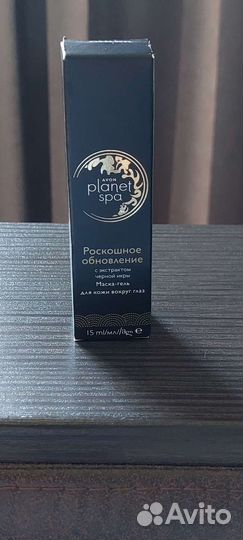 AVON
planet
spa
Роскошное
обновление
с экстрактом
черной икры
Маска-гель
для кожи вокруг глаз
15 ml/мл/ e
Avito